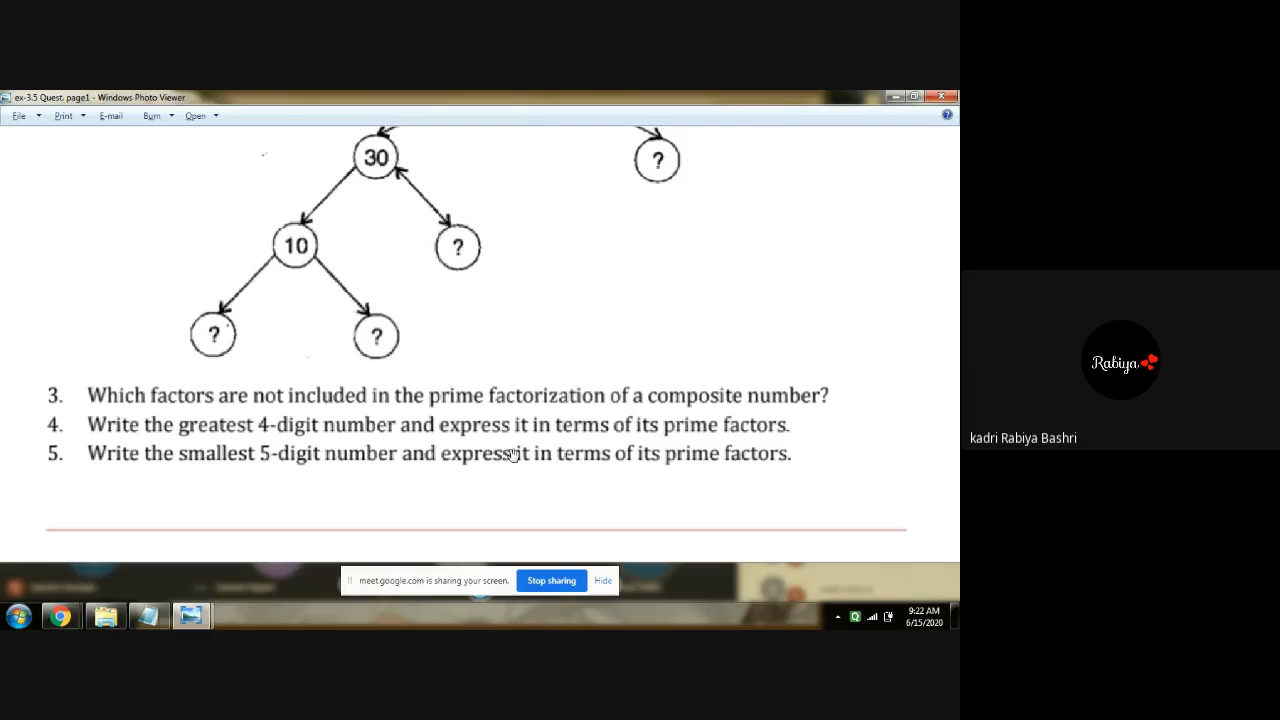 ex-3.5 Quest. page1 - Windows Photo Viewer
File Print E-mail Burn Open
30
?
10
?
?
?
3. Which factors are not included in the prime factorization of a composite number?
4. Write the greatest 4-digit number and express it in terms of its prime factors.
5. Write the smallest 5-digit number and express it in terms of its prime factors.
Rabiya
kadri Rabiya Bashri
meet.google.com is sharing your screen. Stop sharing Hide
9:22 AM
6/15/2020